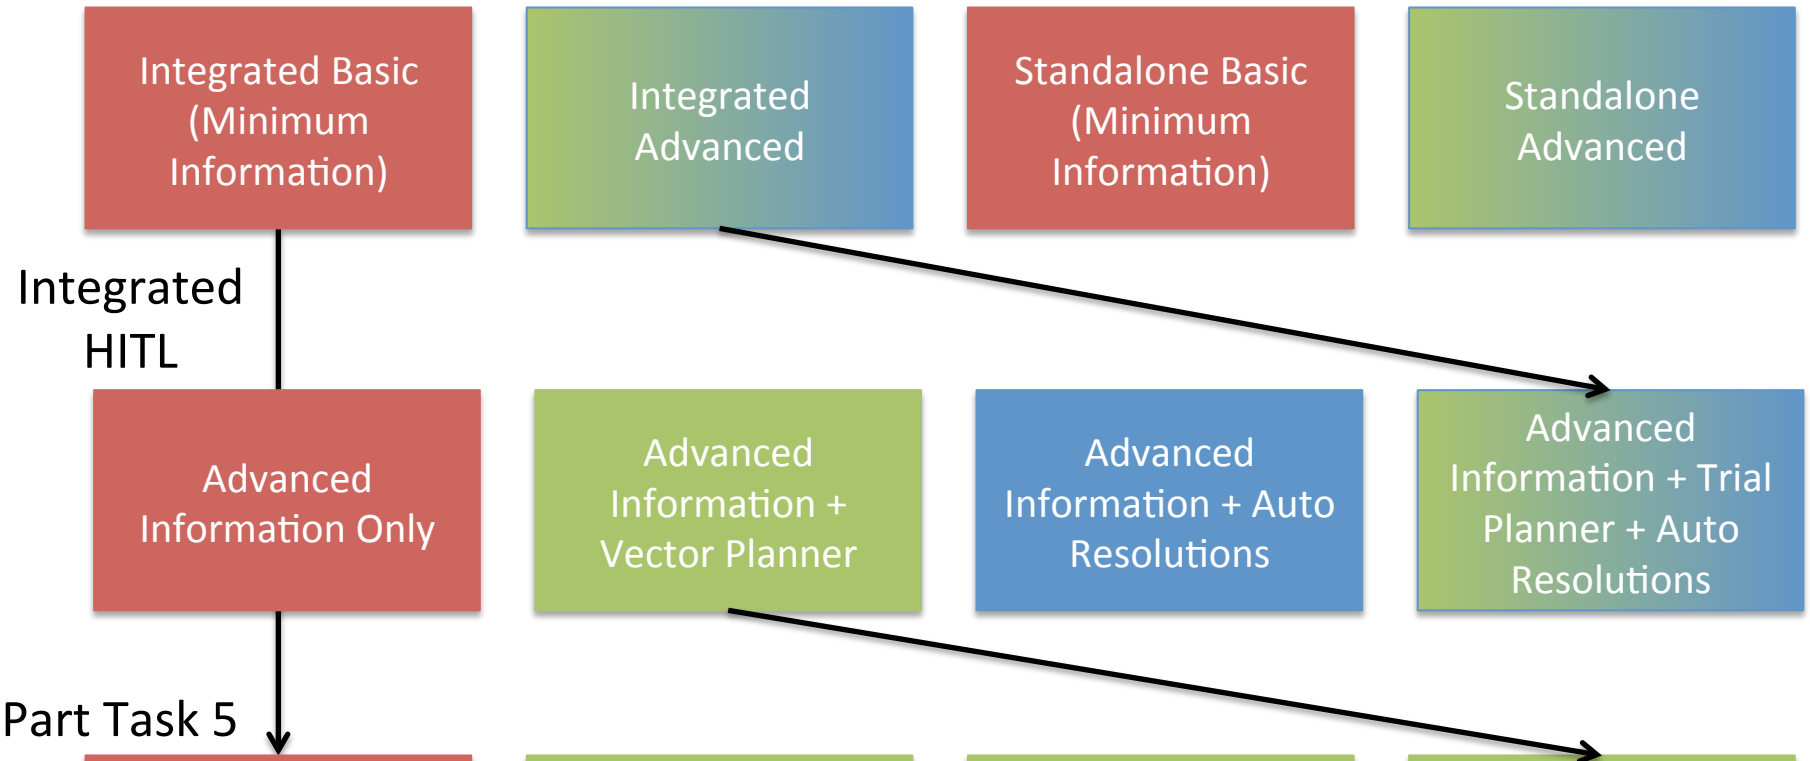 Integrated Basic
(Minimum
Information)
Integrated
Advanced
Standalone Basic
(Minimum
Information)
Standalone
Advanced
Integrated
HITL
Advanced
Information Only
Advanced
Information +
Vector Planner
Advanced
Information + Auto
Resolutions
Advanced
Information + Trial
Planner + Auto
Resolutions
Part Task 5